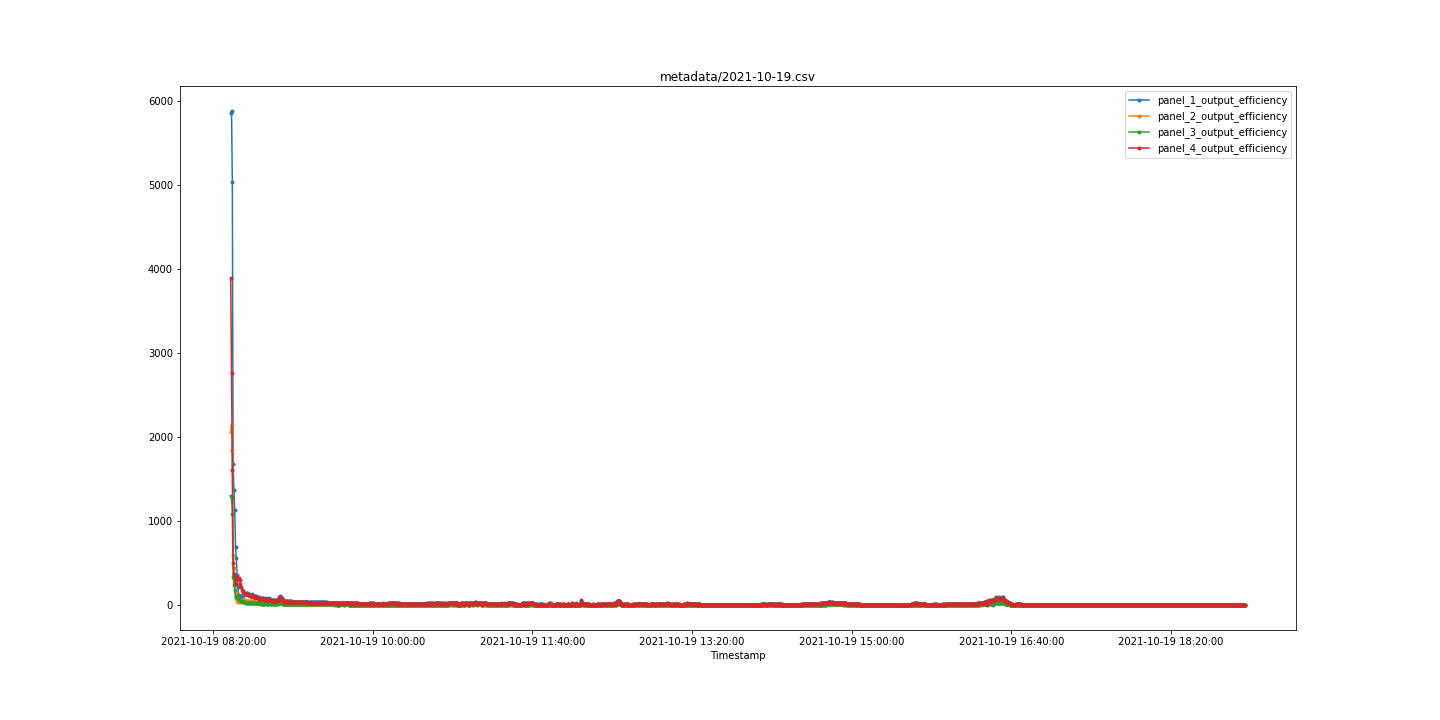 metadata/2021-10-19.csv
panel_1_output_efficiency
panel_2_output_efficiency
panel_3_output_efficiency
panel_4_output_efficiency
6000
5000
4000
3000
2000
1000
0
2021-10-19 08:20:00 2021-10-19 10:00:00 2021-10-19 11:40:00 2021-10-19 13:20:00 2021-10-19 15:00:00 2021-10-19 16:40:00 2021-10-19 18:20:00
Timestamp